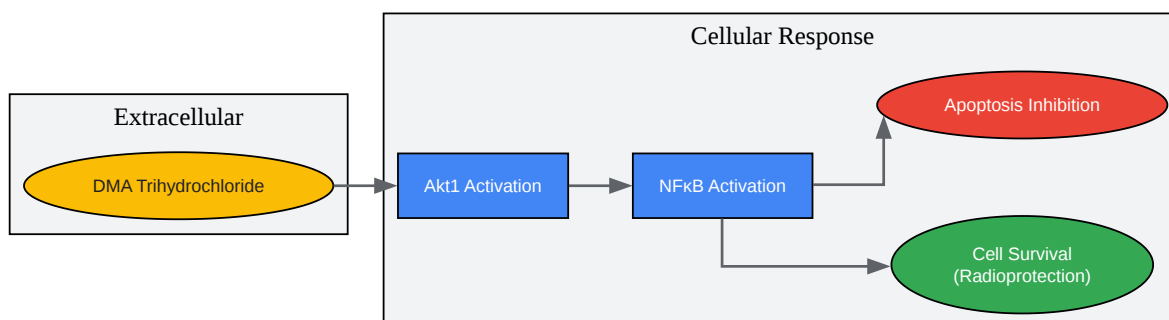 Cellular Response
Extracellular
DMA Trihydrochloride
Akt1 Activation
NFκB Activation
Apoptosis Inhibition
Cell Survival
(Radioprotection)